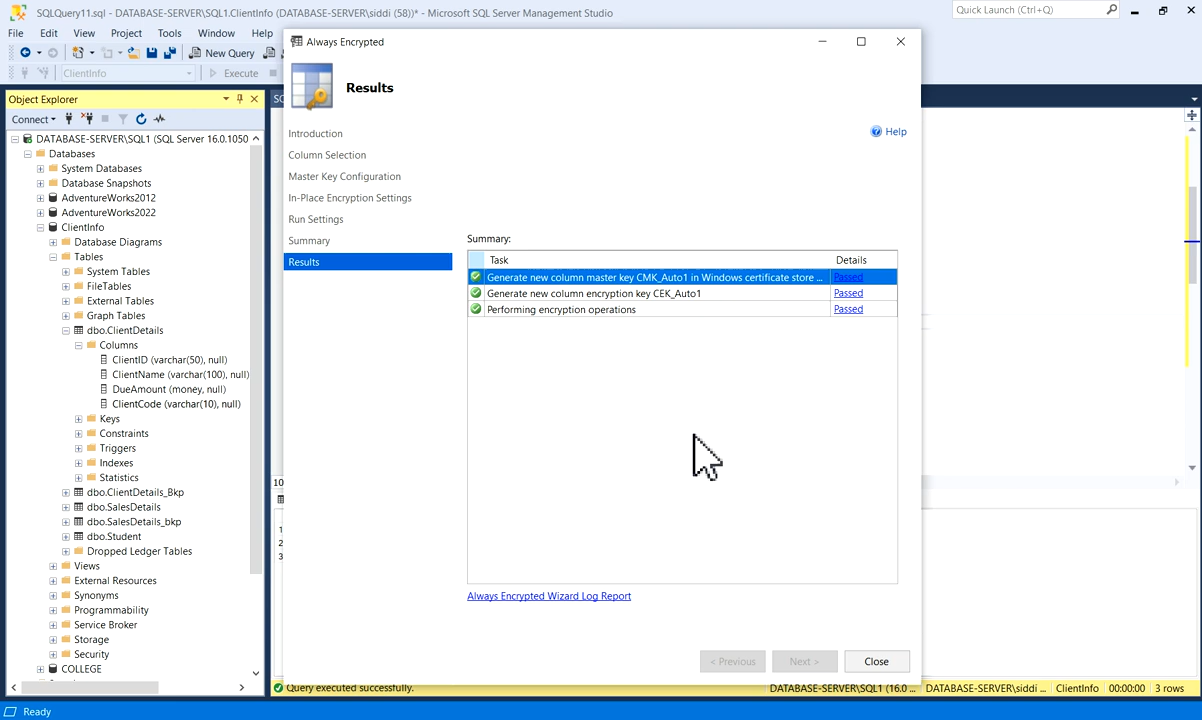 SQLQuery11.sql - DATABASE-SERVER\SQL1.ClientInfo (DATABASE-SERVER\siddi (58))* - Microsoft SQL Server Management Studio
Quick Launch (Ctrl+Q)
File Edit View Project Tools Window Help
New Query
ClientInfo Execute
Object Explorer
Connect
DATABASE-SERVER\SQL1 (SQL Server 16.0.1050
Databases
System Databases
Database Snapshots
AdventureWorks2012
AdventureWorks2022
ClientInfo
Database Diagrams
Tables
System Tables
FileTables
External Tables
Graph Tables
dbo.ClientDetails
Columns
ClientID (varchar(50), null)
ClientName (varchar(100), null)
DueAmount (money, null)
ClientCode (varchar(10), null)
Keys
Constraints
Triggers
Indexes
Statistics
dbo.ClientDetails_Bkp
dbo.SalesDetails
dbo.SalesDetails_bkp
dbo.Student
Dropped Ledger Tables
Views
External Resources
Synonyms
Programmability
Service Broker
Storage
Security
COLLEGE
Always Encrypted
Results
Help
Introduction
Column Selection
Master Key Configuration
In-Place Encryption Settings
Run Settings
Summary
Results
Summary:
Task Details
Generate new column master key CMK_Auto1 in Windows certificate store ... Passed
Generate new column encryption key CEK_Auto1 Passed
Performing encryption operations Passed
Always Encrypted Wizard Log Report
< Previous Next > Close
10
1
2
3
Query executed successfully.
DATABASE-SERVER\SQL1 (16.0 ... DATABASE-SERVER\siddi ... ClientInfo 00:00:00 3 rows
Ready